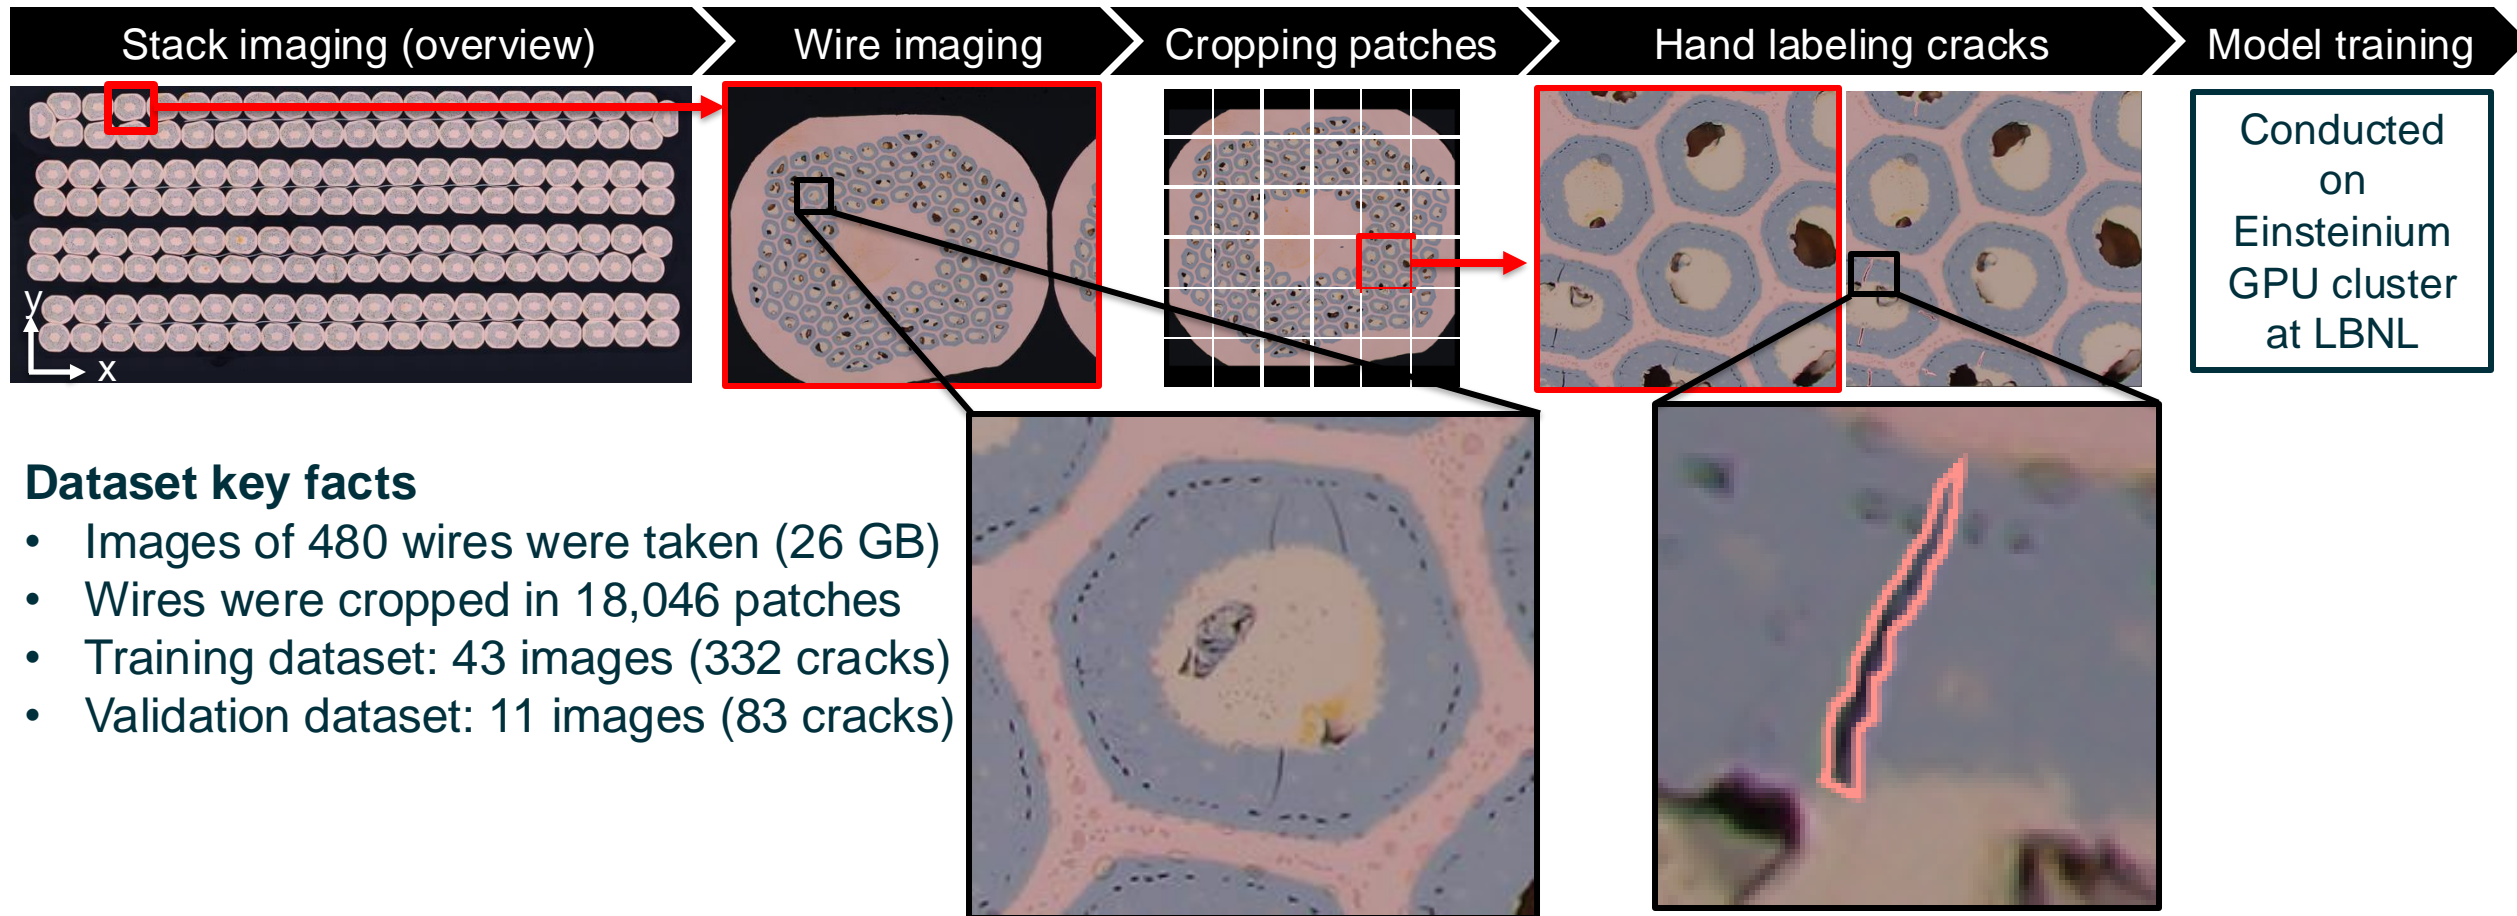 Stack imaging (overview)
Wire imaging
Cropping patches
Hand labeling cracks
Model training
y
x
Conducted
on
Einsteinium
GPU cluster
at LBNL
Dataset key facts
• Images of 480 wires were taken (26 GB)
• Wires were cropped in 18,046 patches
• Training dataset: 43 images (332 cracks)
• Validation dataset: 11 images (83 cracks)